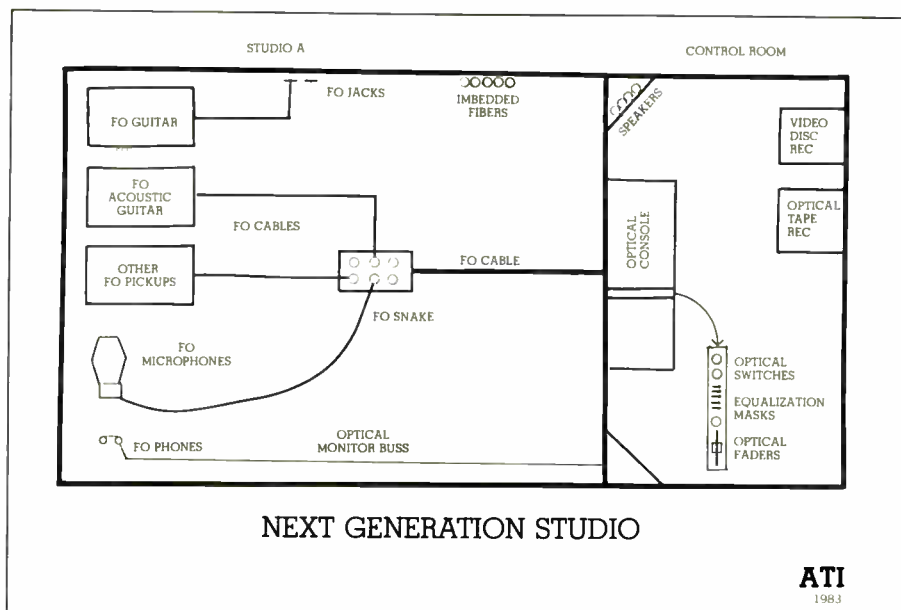 STUDIO A
CONTROL ROOM
FO GUITAR
FO JACKS
IMBEDDED
FIBERS
SPEAKERS
VIDEO
DISC
REC
FO
ACOUSTIC
GUITAR
FO CABLES
OPTICAL
CONSOLE
OPTICAL
TAPE
REC
OTHER
FO PICKUPS
FO CABLE
FO SNAKE
FO
MICROPHONES
OPTICAL
SWITCHES
EQUALIZATION
MASKS
OPTICAL
FADERS
FO PHONES
OPTICAL
MONITOR BUSS
NEXT GENERATION STUDIO
ATI
1983